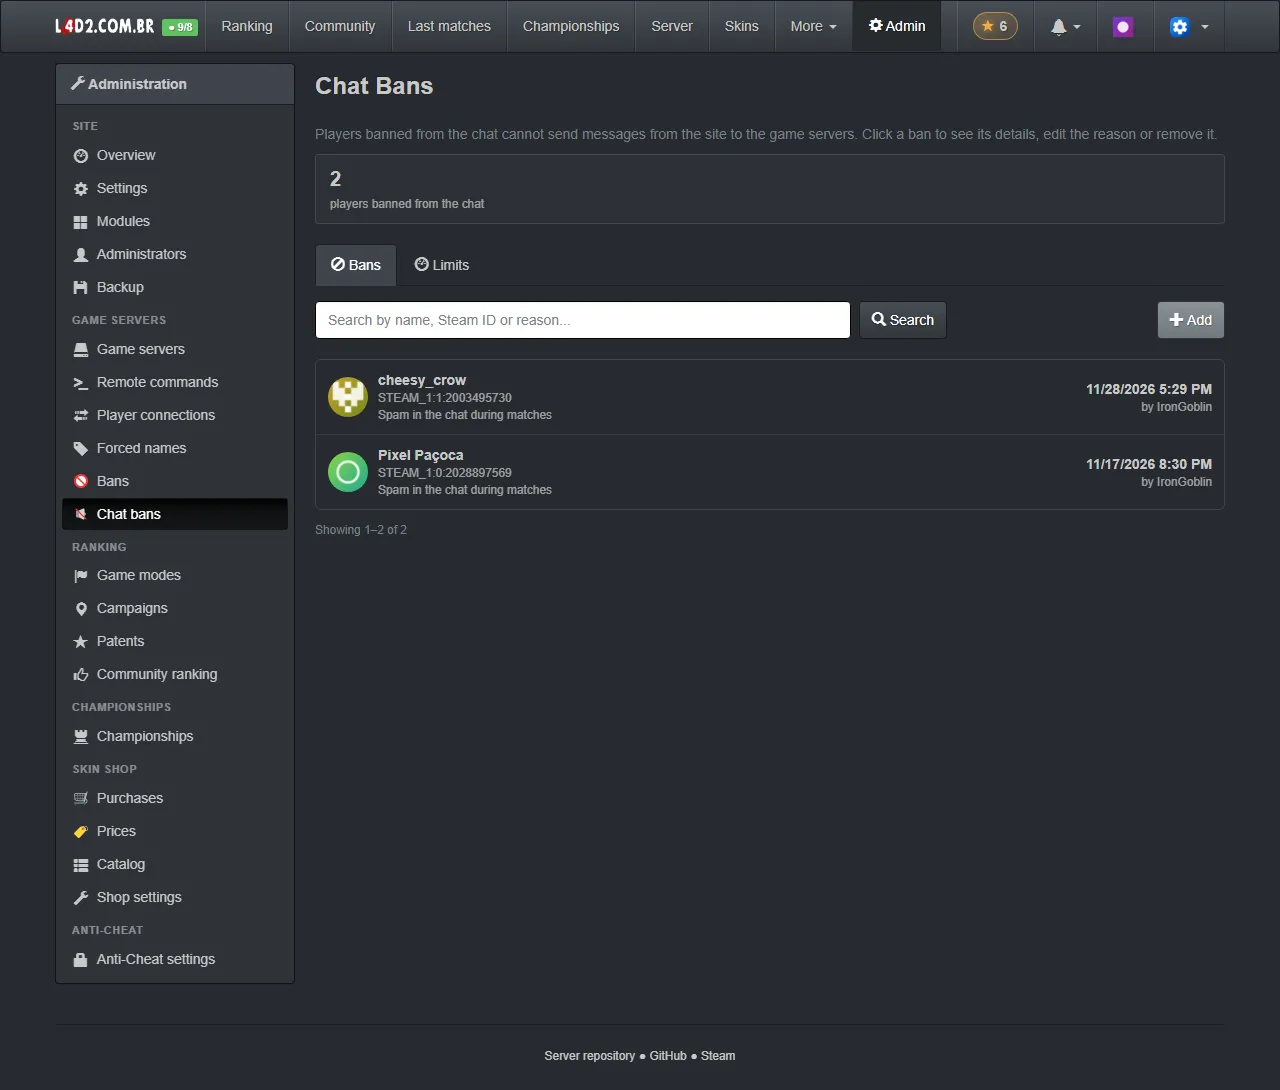 L4D2.COM.BR
9/8
Ranking
Community
Last matches
Championships
Server
Skins
More
Admin
6
Administration
Chat Bans
SITE
Overview
Settings
Modules
Administrators
Backup
GAME SERVERS
Game servers
Remote commands
Player connections
Forced names
Bans
Chat bans
RANKING
Game modes
Campaigns
Patents
Community ranking
CHAMPIONSHIPS
Championships
SKIN SHOP
Purchases
Prices
Catalog
Shop settings
ANTI-CHEAT
Anti-Cheat settings
Players banned from the chat cannot send messages from the site to the game servers. Click a ban to see its details, edit the reason or remove it.
2
players banned from the chat
Bans
Limits
Search by name, Steam ID or reason...
Search
Add
cheesy_crow
STEAM_1:1:2003495730
Spam in the chat during matches
11/28/2026 5:29 PM
by IronGoblin
Pixel Paçoca
STEAM_1:0:2028897569
Spam in the chat during matches
11/17/2026 8:30 PM
by IronGoblin
Showing 1–2 of 2
Server repository ● GitHub ● Steam